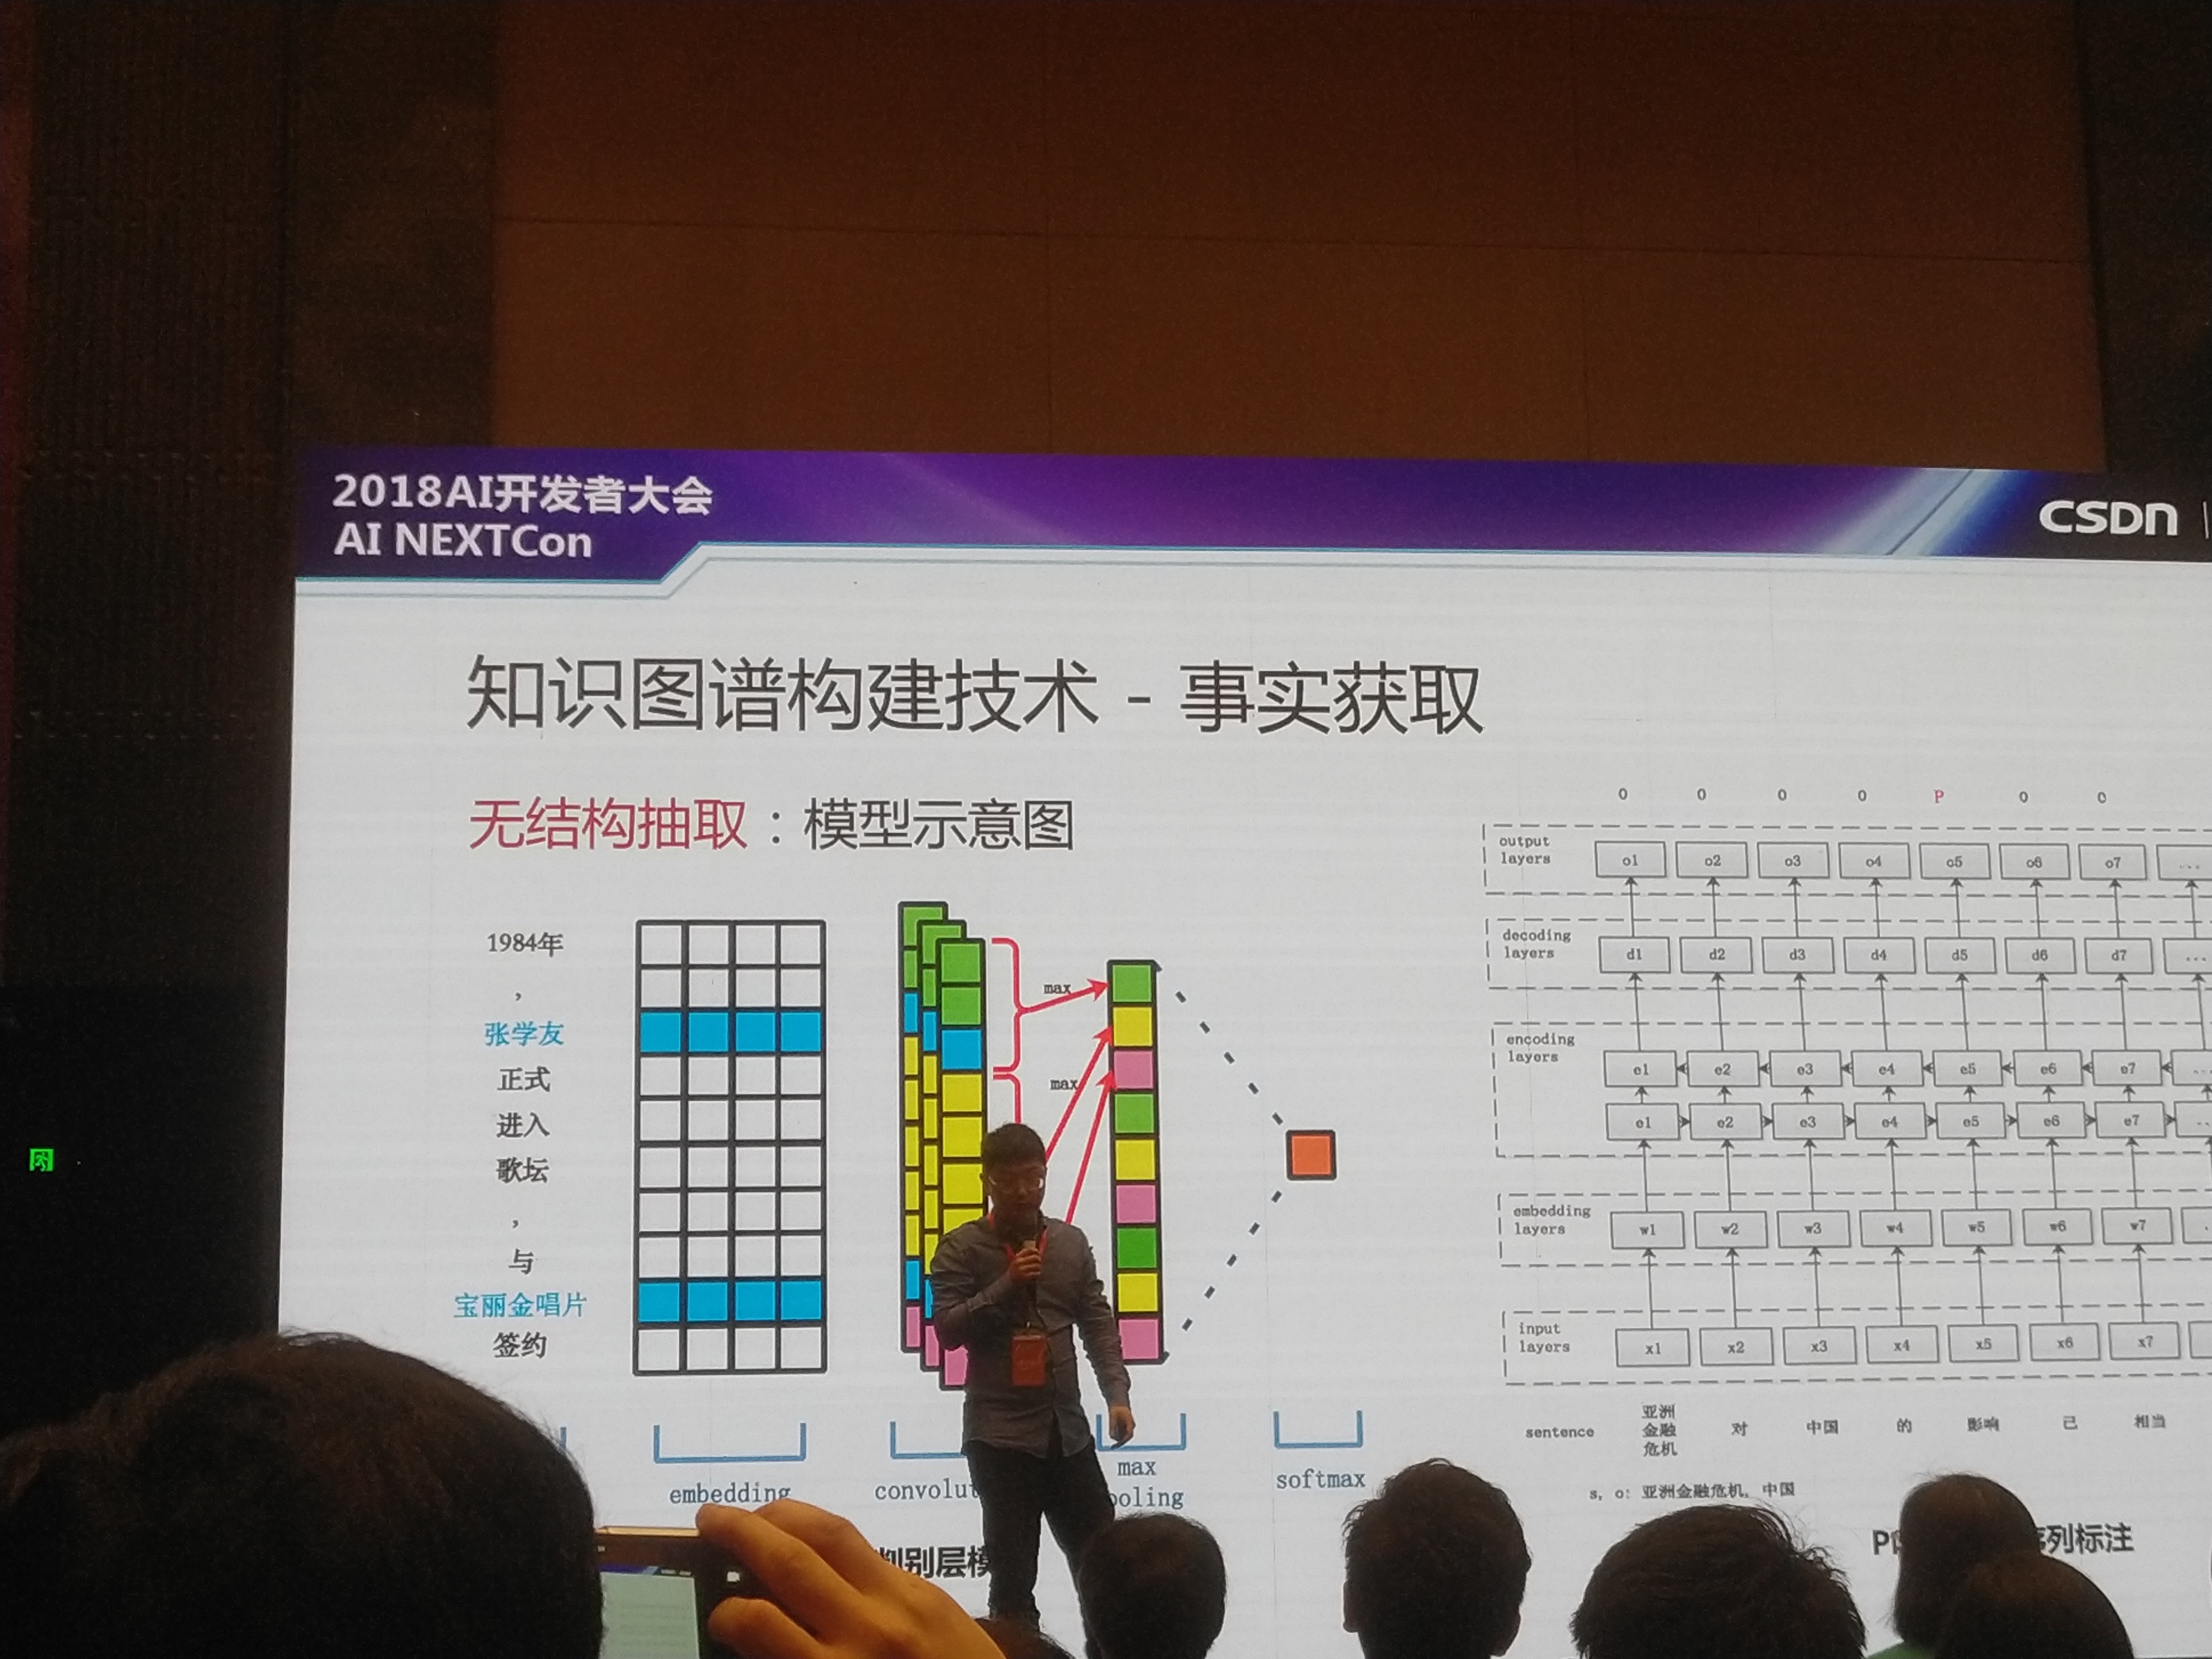 2018AI开发者大会
AI NEXTCon
CSDN
知识图谱构建技术 - 事实获取
无结构抽取：模型示意图
1984年
，
张学友
正式
进入
歌坛
，
与
宝丽金唱片
签约
max
max
embedding
convolut
max
ooling
softmax
判别层模
O O O O P O O
output
layers
o1 o2 o3 o4 o5 o6 o7 ...
decoding
layers
d1 d2 d3 d4 d5 d6 d7 ...
encoding
layers
e1 e2 e3 e4 e5 e6 e7 ...
e1 e2 e3 e4 e5 e6 e7 ..
embedding
layers
w1 w2 w3 w4 w5 w6 w7 .
input
layers
x1 x2 x3 x4 x5 x6 x7
sentence 亚洲金融危机 对 中国 的 影响 已 相当
s, o: 亚洲金融危机, 中国
序列标注